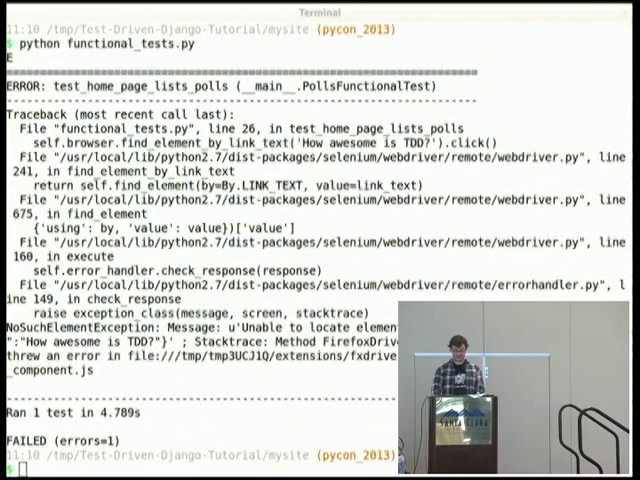 Terminal
11:10 /tmp/Test-Driven-Django-Tutorial/mysite (pycon_2013)
$ python functional_tests.py
E
======================================================================
ERROR: test_home_page_lists_polls (__main__.PollsFunctionalTest)
----------------------------------------------------------------------
Traceback (most recent call last):
File "functional_tests.py", line 26, in test_home_page_lists_polls
self.browser.find_element_by_link_text('How awesome is TDD?').click()
File "/usr/local/lib/python2.7/dist-packages/selenium/webdriver/remote/webdriver.py", line
241, in find_element_by_link_text
return self.find_element(by=By.LINK_TEXT, value=link_text)
File "/usr/local/lib/python2.7/dist-packages/selenium/webdriver/remote/webdriver.py", line
675, in find_element
{'using': by, 'value': value})['value']
File "/usr/local/lib/python2.7/dist-packages/selenium/webdriver/remote/webdriver.py", line
160, in execute
self.error_handler.check_response(response)
File "/usr/local/lib/python2.7/dist-packages/selenium/webdriver/remote/errorhandler.py", l
ine 149, in check_response
raise exception_class(message, screen, stacktrace)
NoSuchElementException: Message: u'Unable to locate elemen
":"How awesome is TDD?"}' ; Stacktrace: Method FirefoxDrive
threw an error in file:///tmp/tmp3UCJ1Q/extensions/fxdrive
_component.js
----------------------------------------------------------------------
Ran 1 test in 4.789s
FAILED (errors=1)
11:10 /tmp/Test-Driven-Django-Tutorial/mysite (pycon_2013)
$
SANTA CLARA